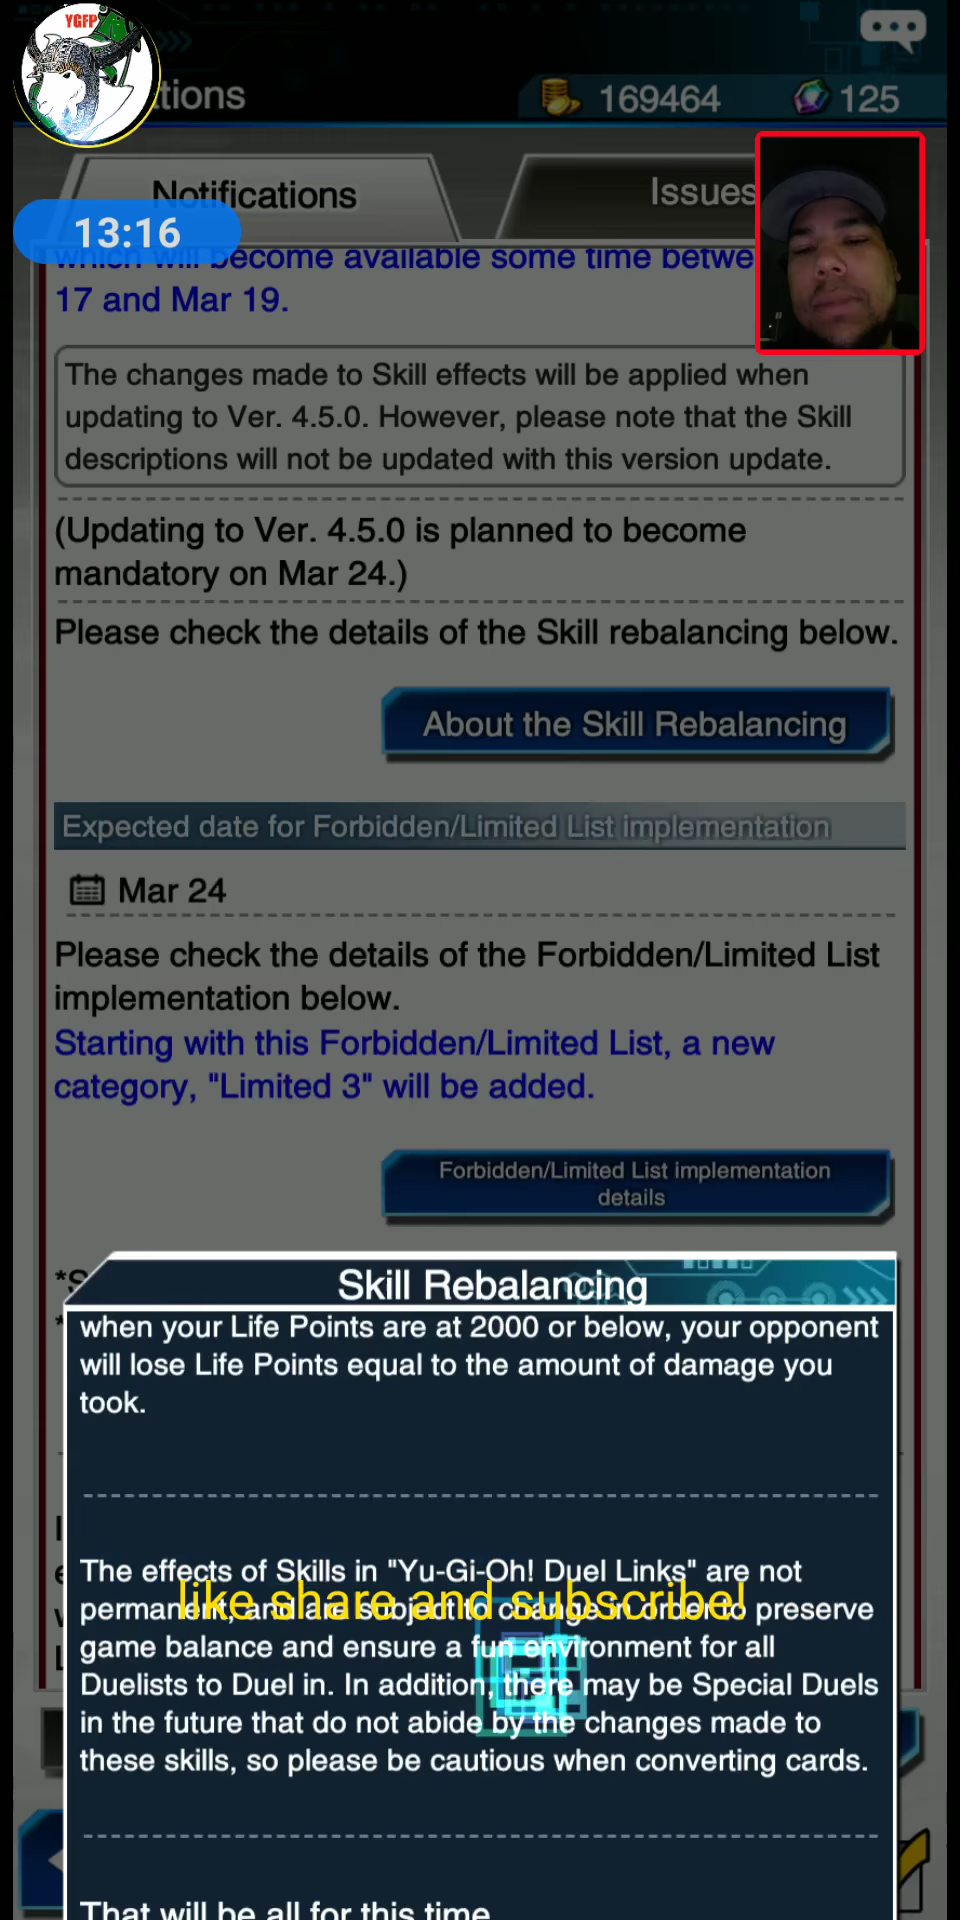 YGFP
tions
169464
125
Notifications
Issues
13:16
which will become available some time betwe
17 and Mar 19.
The changes made to Skill effects will be applied when
updating to Ver. 4.5.0. However, please note that the Skill
descriptions will not be updated with this version update.
(Updating to Ver. 4.5.0 is planned to become
mandatory on Mar 24.)
Please check the details of the Skill rebalancing below.
About the Skill Rebalancing
Expected date for Forbidden/Limited List implementation
Mar 24
Please check the details of the Forbidden/Limited List
implementation below.
Starting with this Forbidden/Limited List, a new
category, "Limited 3" will be added.
Forbidden/Limited List implementation
details
Skill Rebalancing
when your Life Points are at 2000 or below, your opponent
will lose Life Points equal to the amount of damage you
took.
The effects of Skills in "Yu-Gi-Oh! Duel Links" are not
like share and subscribe!
permanent, and are subject to change in order to preserve
game balance and ensure a fun environment for all
Duelists to Duel in. In addition, there may be Special Duels
in the future that do not abide by the changes made to
these skills, so please be cautious when converting cards.
That will be all for this time